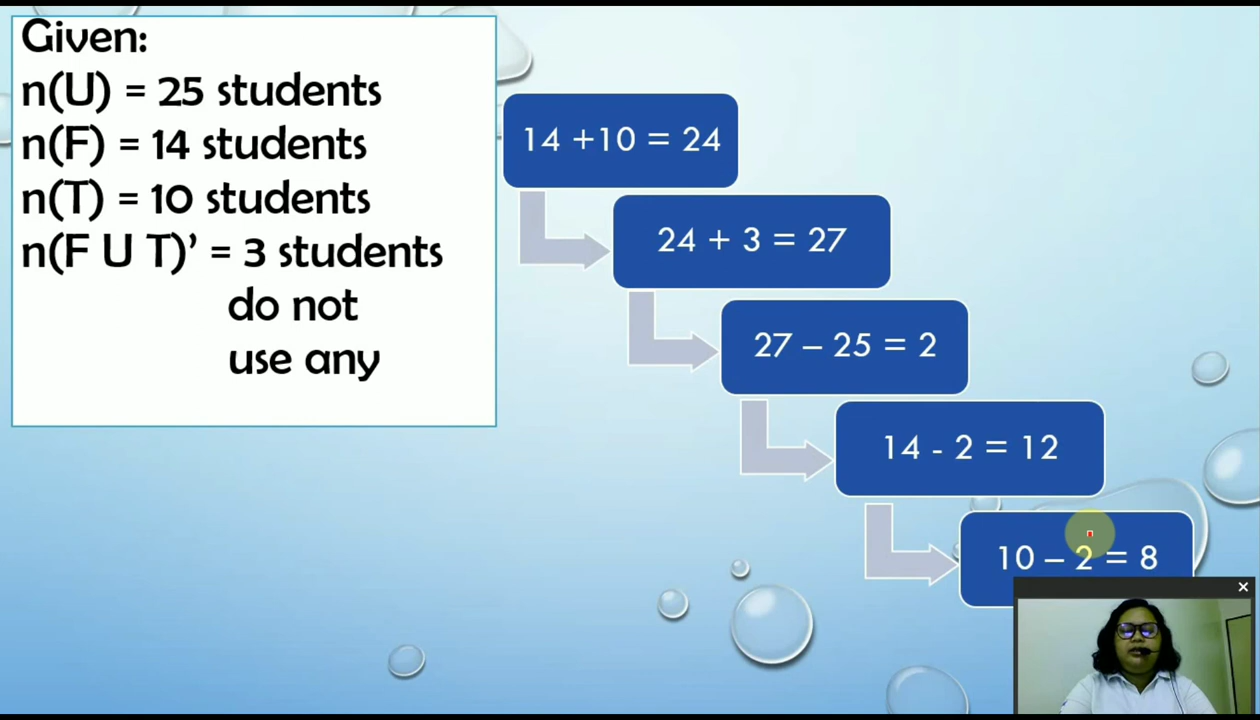 Given:
n(U) = 25 students
n(F) = 14 students
n(T) = 10 students
n(F U T)’ = 3 students
do not
use any
14 +10 = 24
24 + 3 = 27
27 – 25 = 2
14 - 2 = 12
10 – 2 = 8